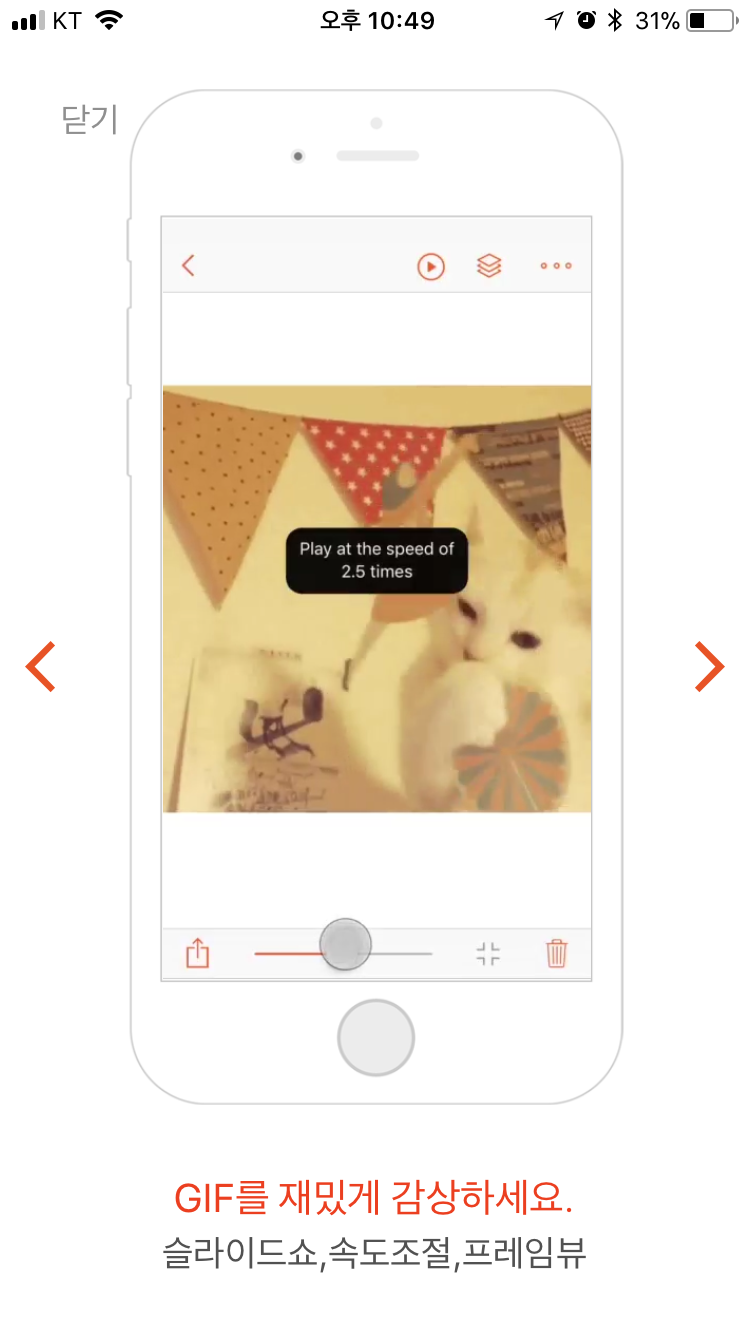 KT
오후 10:49
31%
닫기
Play at the speed of
2.5 times
GIF를 재밌게 감상하세요.
슬라이드쇼,속도조절,프레임뷰